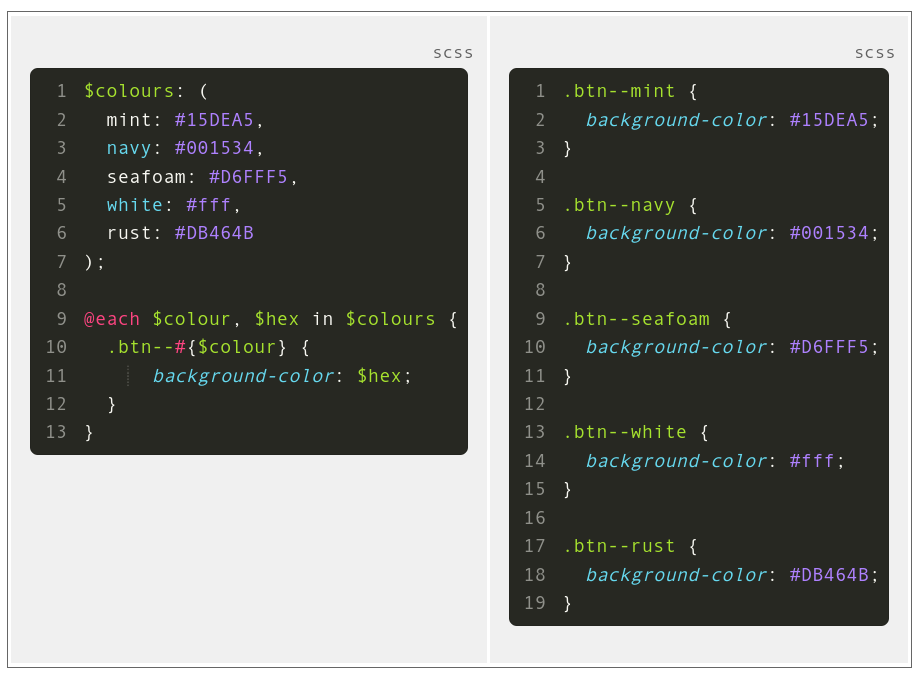 scss
1 $colours: (
2   mint: #15DEA5,
3   navy: #001534,
4   seafoam: #D6FFF5,
5   white: #fff,
6   rust: #DB464B
7 );
8
9 @each $colour, $hex in $colours {
10   .btn--#{$colour} {
11       background-color: $hex;
12   }
13 }
scss
1 .btn--mint {
2   background-color: #15DEA5;
3 }
4
5 .btn--navy {
6   background-color: #001534;
7 }
8
9 .btn--seafoam {
10   background-color: #D6FFF5;
11 }
12
13 .btn--white {
14   background-color: #fff;
15 }
16
17 .btn--rust {
18   background-color: #DB464B;
19 }